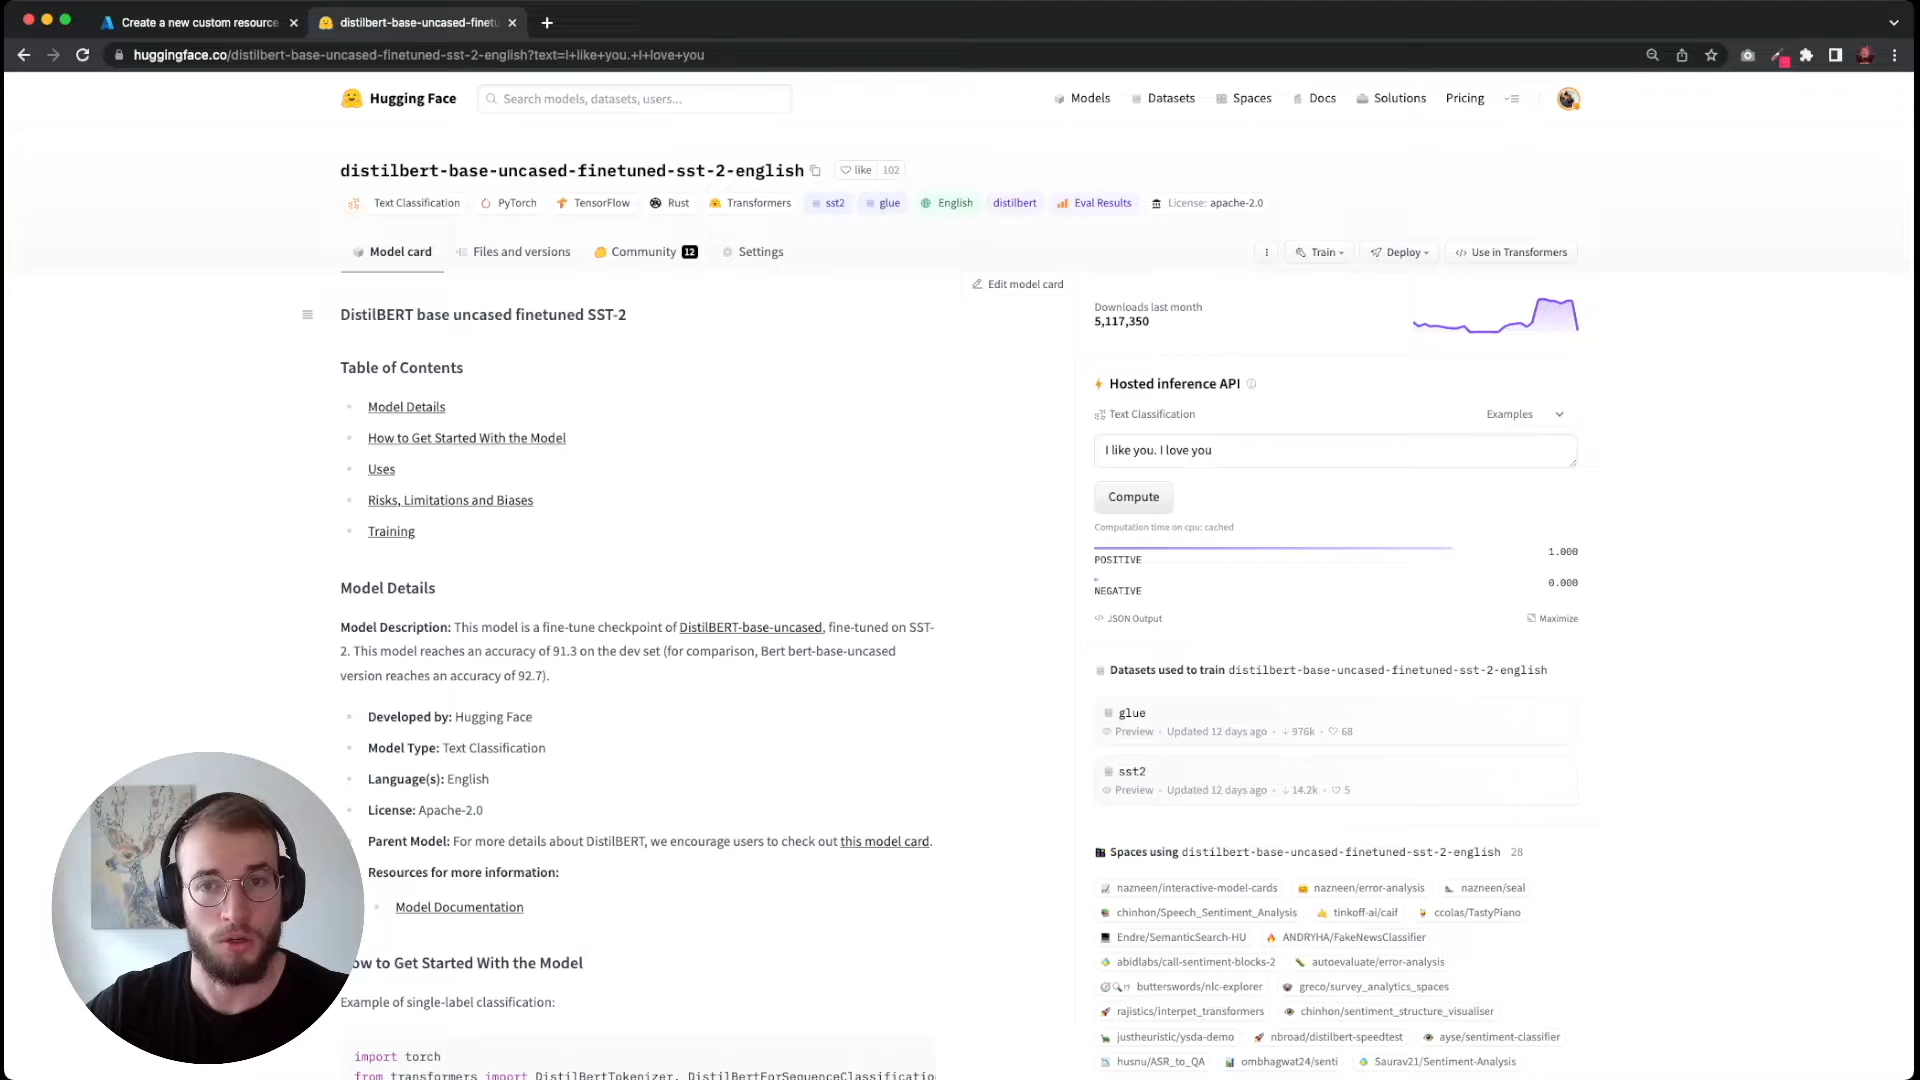 Create a new custom resource
distilbert-base-uncased-finetu
huggingface.co/distilbert-base-uncased-finetuned-sst-2-english?text=I+like+you.+I+love+you
Hugging Face
Search models, datasets, users...
Models
Datasets
Spaces
Docs
Solutions
Pricing
distilbert-base-uncased-finetuned-sst-2-english
like 102
Text Classification
PyTorch
TensorFlow
Rust
Transformers
sst2
glue
English
distilbert
Eval Results
License: apache-2.0
Model card
Files and versions
Community 12
Settings
Train
Deploy
</> Use in Transformers
Edit model card
DistilBERT base uncased finetuned SST-2
Table of Contents
Model Details
How to Get Started With the Model
Uses
Risks, Limitations and Biases
Training
Model Details
Model Description: This model is a fine-tune checkpoint of DistilBERT-base-uncased, fine-tuned on SST-
2. This model reaches an accuracy of 91.3 on the dev set (for comparison, Bert bert-base-uncased
version reaches an accuracy of 92.7).
Developed by: Hugging Face
Model Type: Text Classification
Language(s): English
License: Apache-2.0
Parent Model: For more details about DistilBERT, we encourage users to check out this model card.
Resources for more information:
Model Documentation
ow to Get Started With the Model
Example of single-label classification:
import torch
from transformers import DistilBertTokenizer, DistilBertForSequenceClassificatio
Downloads last month
5,117,350
Hosted inference API
Text Classification
Examples
I like you. I love you
Compute
Computation time on cpu: cached
POSITIVE
1.000
NEGATIVE
0.000
</> JSON Output
Maximize
Datasets used to train distilbert-base-uncased-finetuned-sst-2-english
glue
Preview • Updated 12 days ago • ↓ 976k • ♡ 68
sst2
Preview • Updated 12 days ago • ↓ 14.2k • ♡ 5
Spaces using distilbert-base-uncased-finetuned-sst-2-english 28
nazneen/interactive-model-cards
nazneen/error-analysis
nazneen/seal
chinhon/Speech_Sentiment_Analysis
tinkoff-ai/caif
ccolas/TastyPiano
Endre/SemanticSearch-HU
ANDRYHA/FakeNewsClassifier
abidlabs/call-sentiment-blocks-2
autoevaluate/error-analysis
butterswords/nlc-explorer
greco/survey_analytics_spaces
rajistics/interpet_transformers
chinhon/sentiment_structure_visualiser
justheuristic/ysda-demo
nbroad/distilbert-speedtest
ayse/sentiment-classifier
husnu/ASR_to_QA
ombhagwat24/senti
Saurav21/Sentiment-Analysis